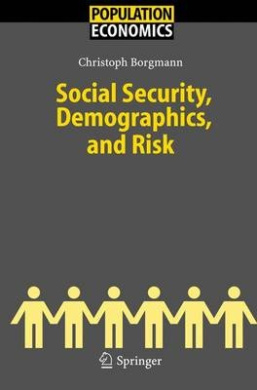 POPULATION
ECONOMICS
Christoph Borgmann
Social Security,
Demographics,
and Risk
Springer